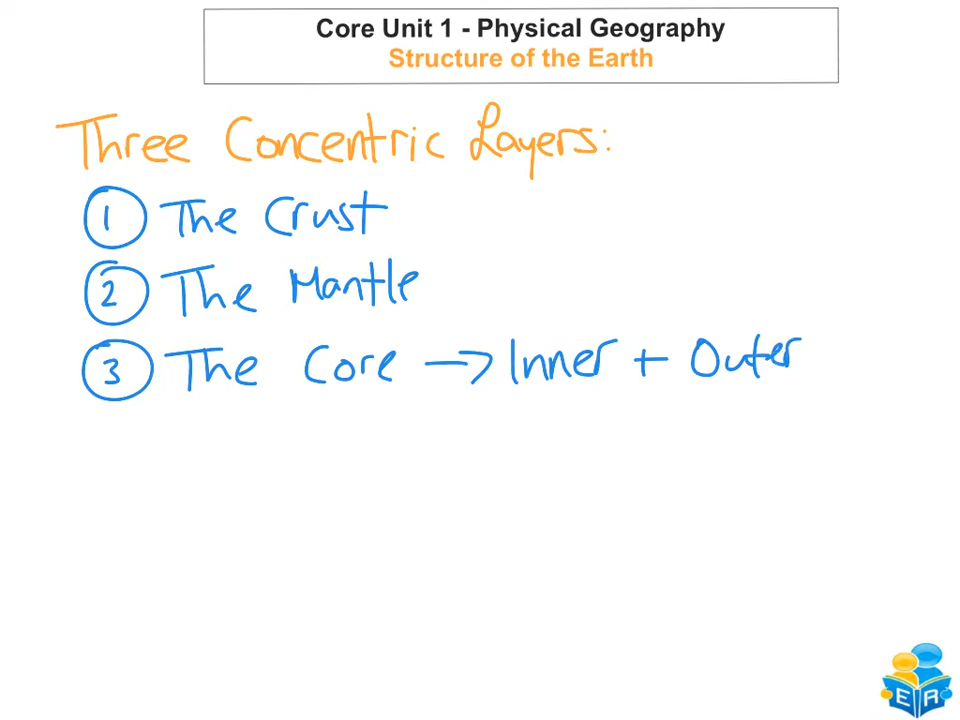 Core Unit 1 - Physical Geography
Structure of the Earth
Three Concentric Layers:
1 The Crust
2 The Mantle
3 The Core → Inner + Outer
E R